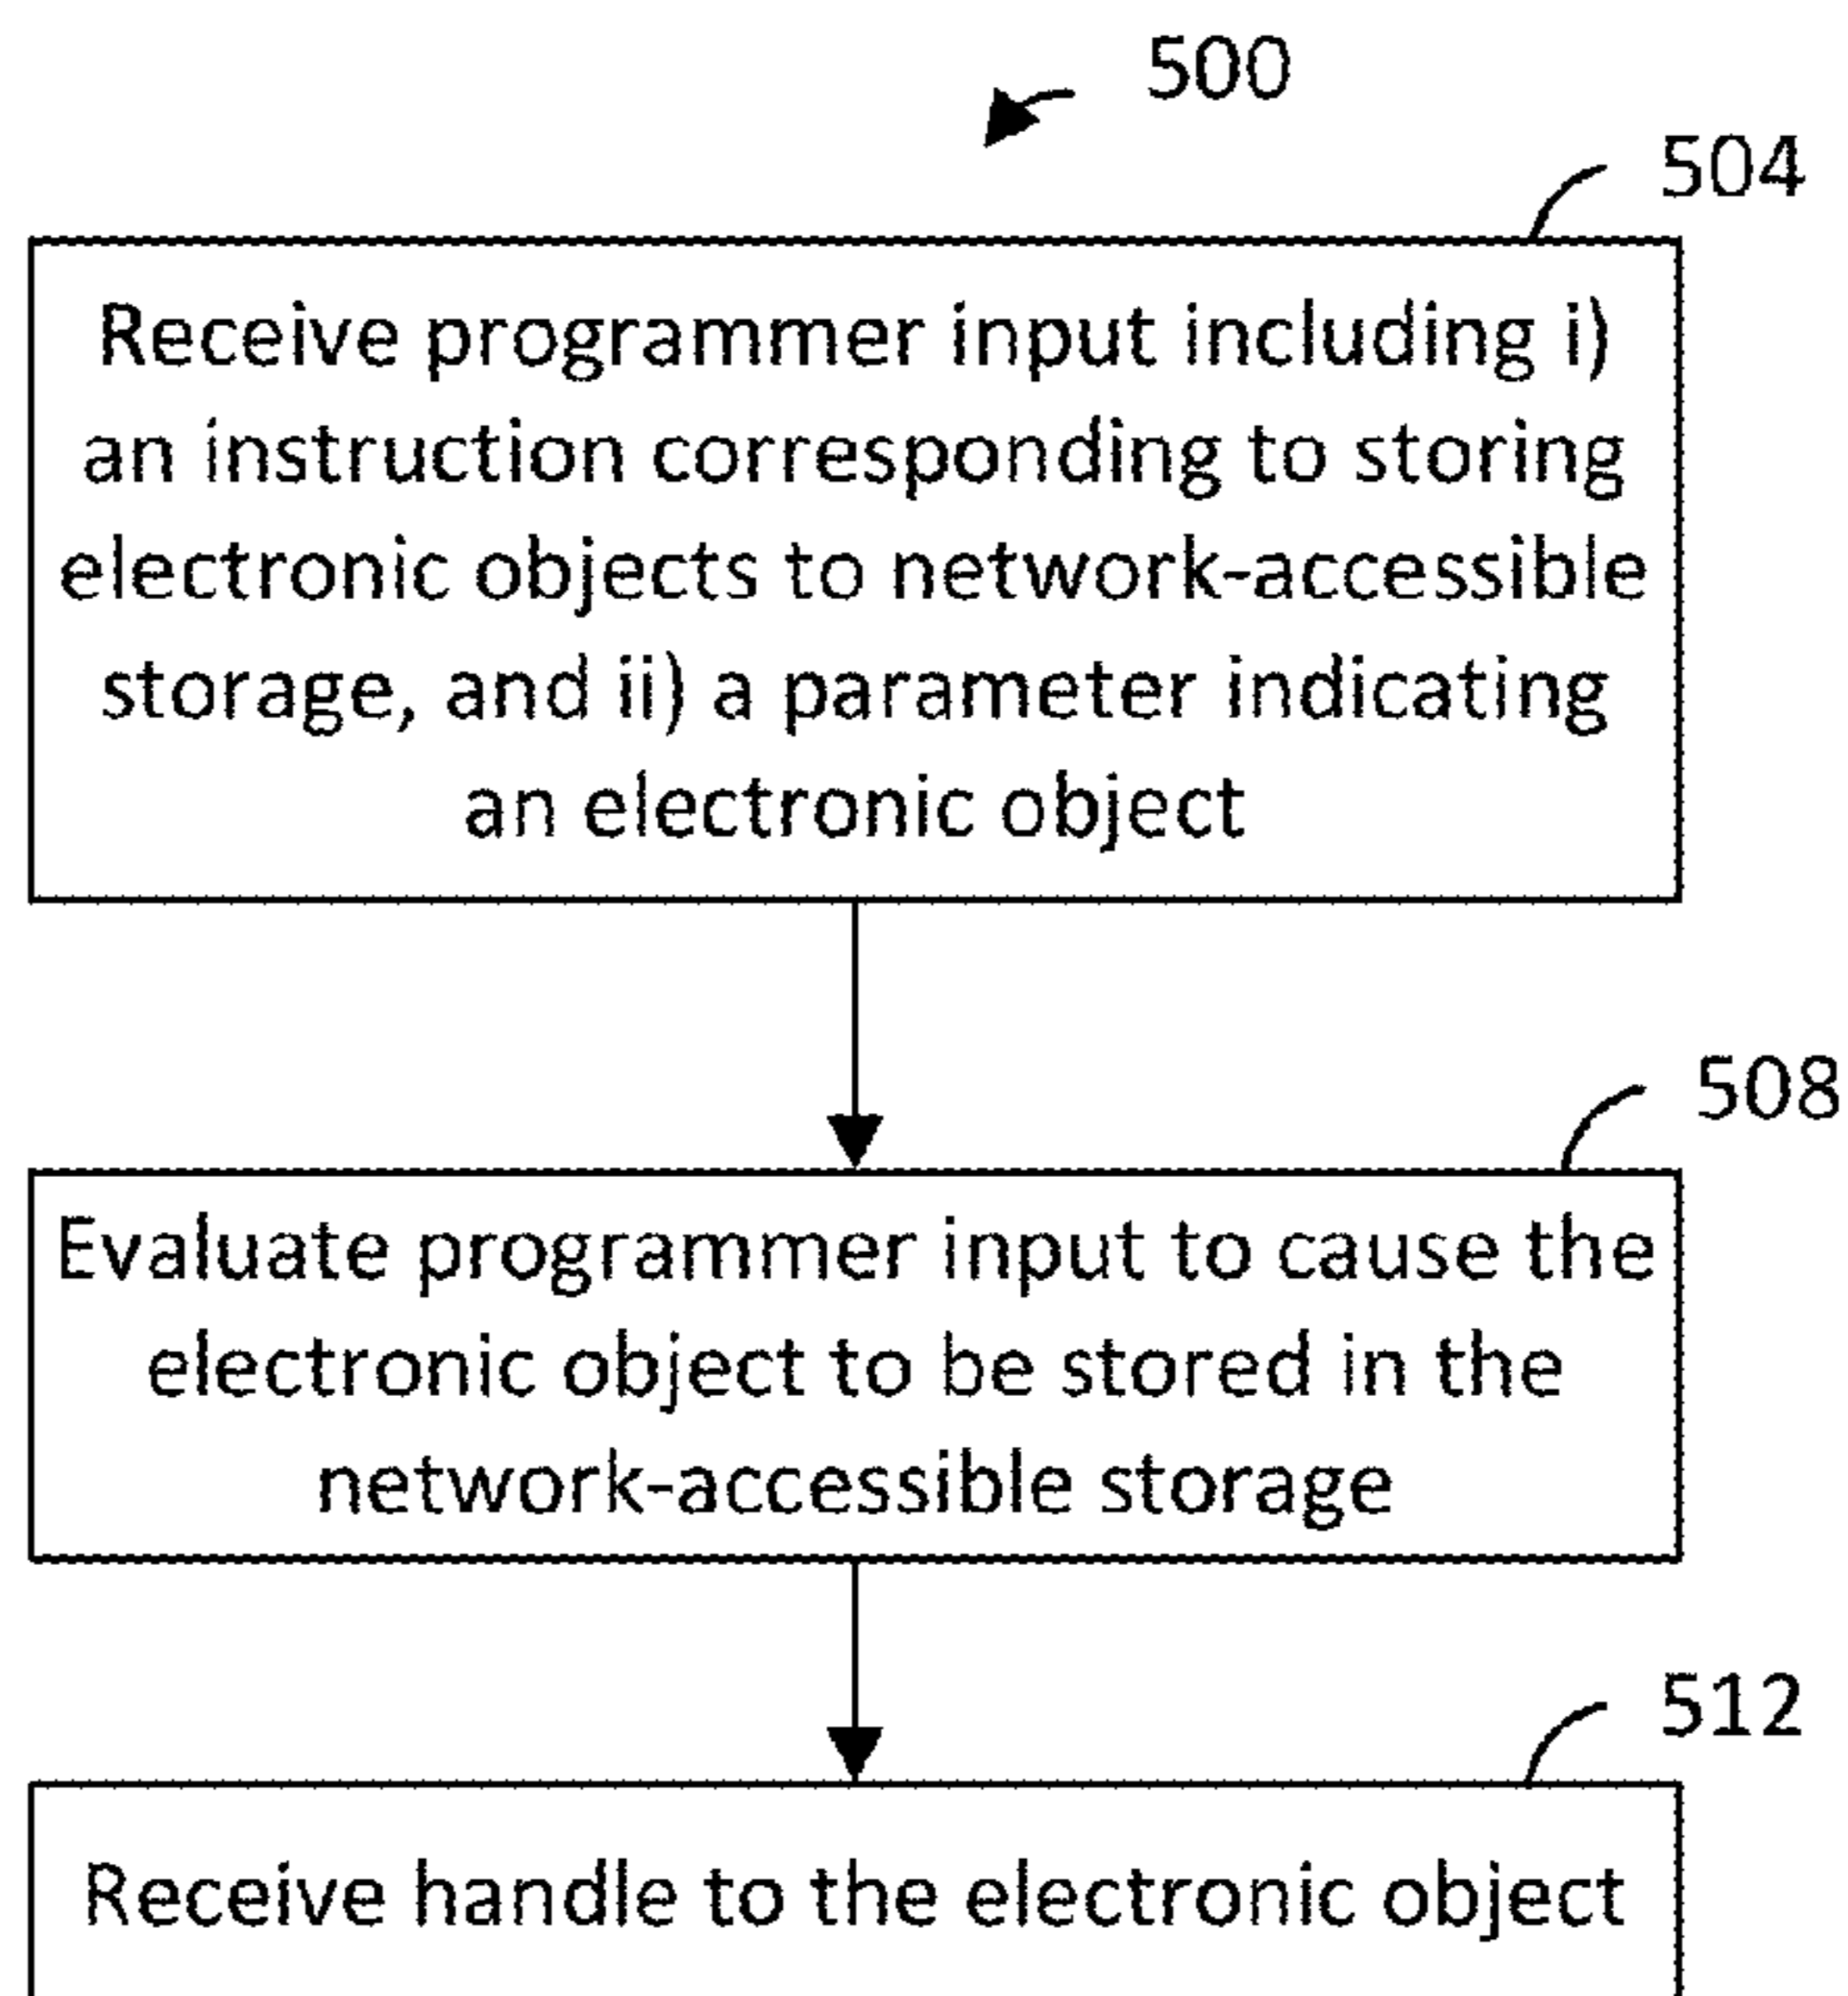 500
504
Receive programmer input including i)
an instruction corresponding to storing
electronic objects to network-accessible
storage, and ii) a parameter indicating
an electronic object
508
Evaluate programmer input to cause the
electronic object to be stored in the
network-accessible storage
512
Receive handle to the electronic object